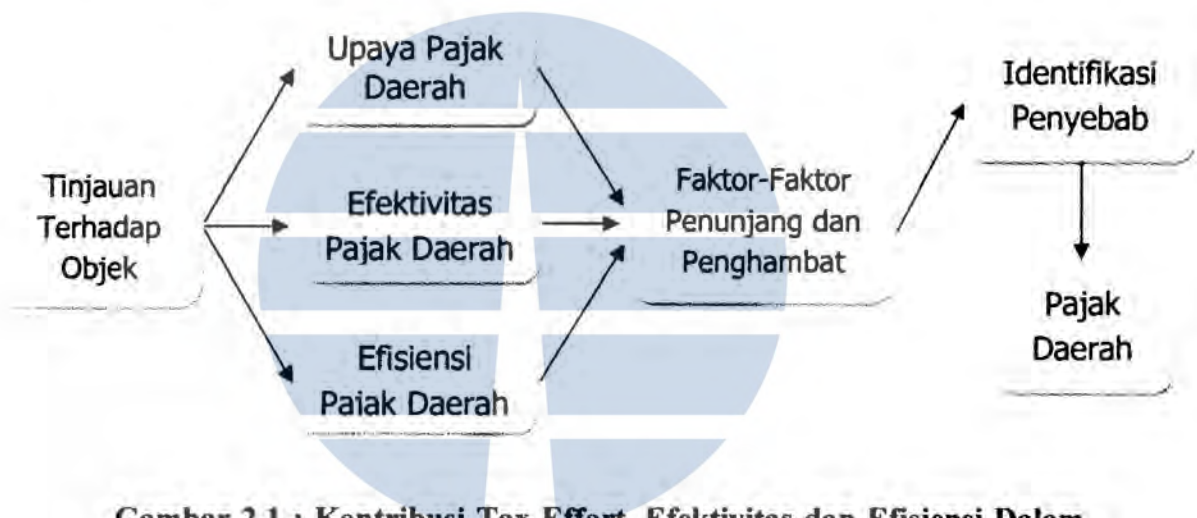 Tinjauan
Terhadap
Objek
Upaya Pajak
Daerah
Efektivitas
Pajak Daerah
Efisiensi
Pajak Daerah
Faktor-Faktor
Penunjang dan
Penghambat
Identifikasi
Penyebab
Pajak
Daerah
Gambar 2.1 : Kontribusi Tax Effort, Efektivitas dan Efisiensi Dalam